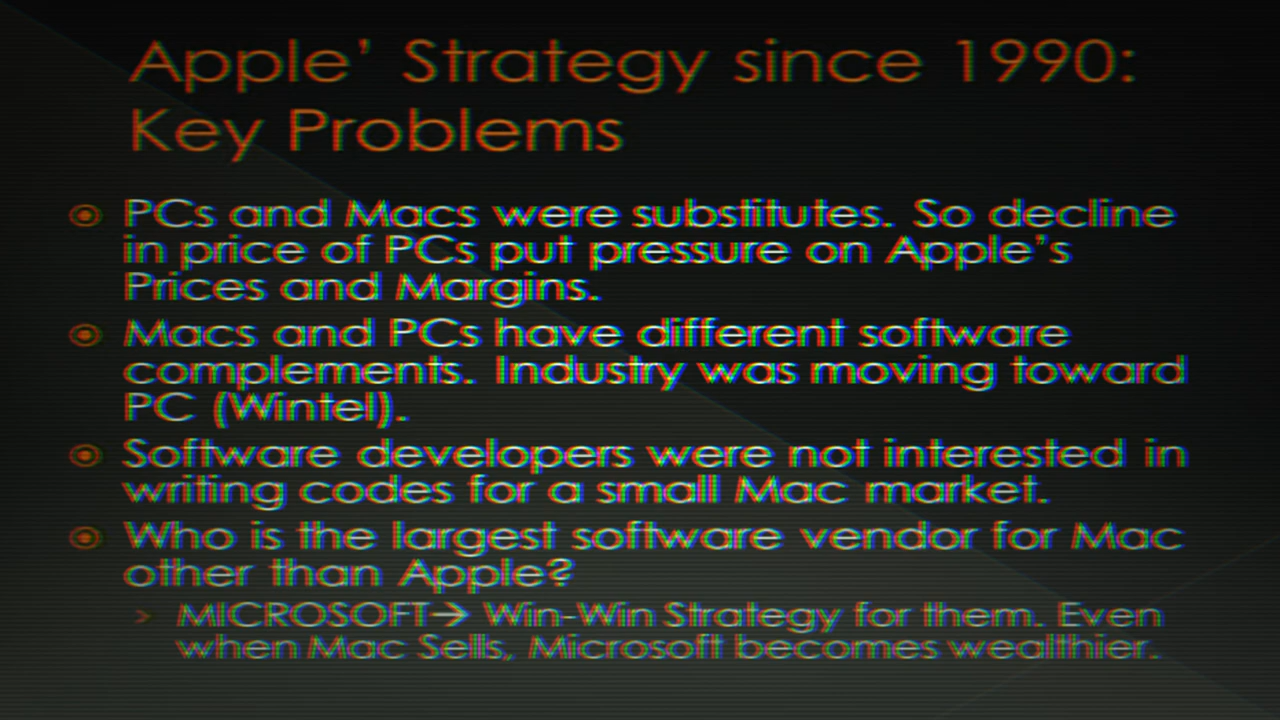 Apple’ Strategy since 1990:
Key Problems
PCs and Macs were substitutes. So decline
in price of PCs put pressure on Apple’s
Prices and Margins.
Macs and PCs have different software
complements. Industry was moving toward
PC (Wintel).
Software developers were not interested in
writing codes for a small Mac market.
Who is the largest software vendor for Mac
other than Apple?
MICROSOFT→ Win-Win Strategy for them. Even
when Mac Sells, Microsoft becomes wealthier.